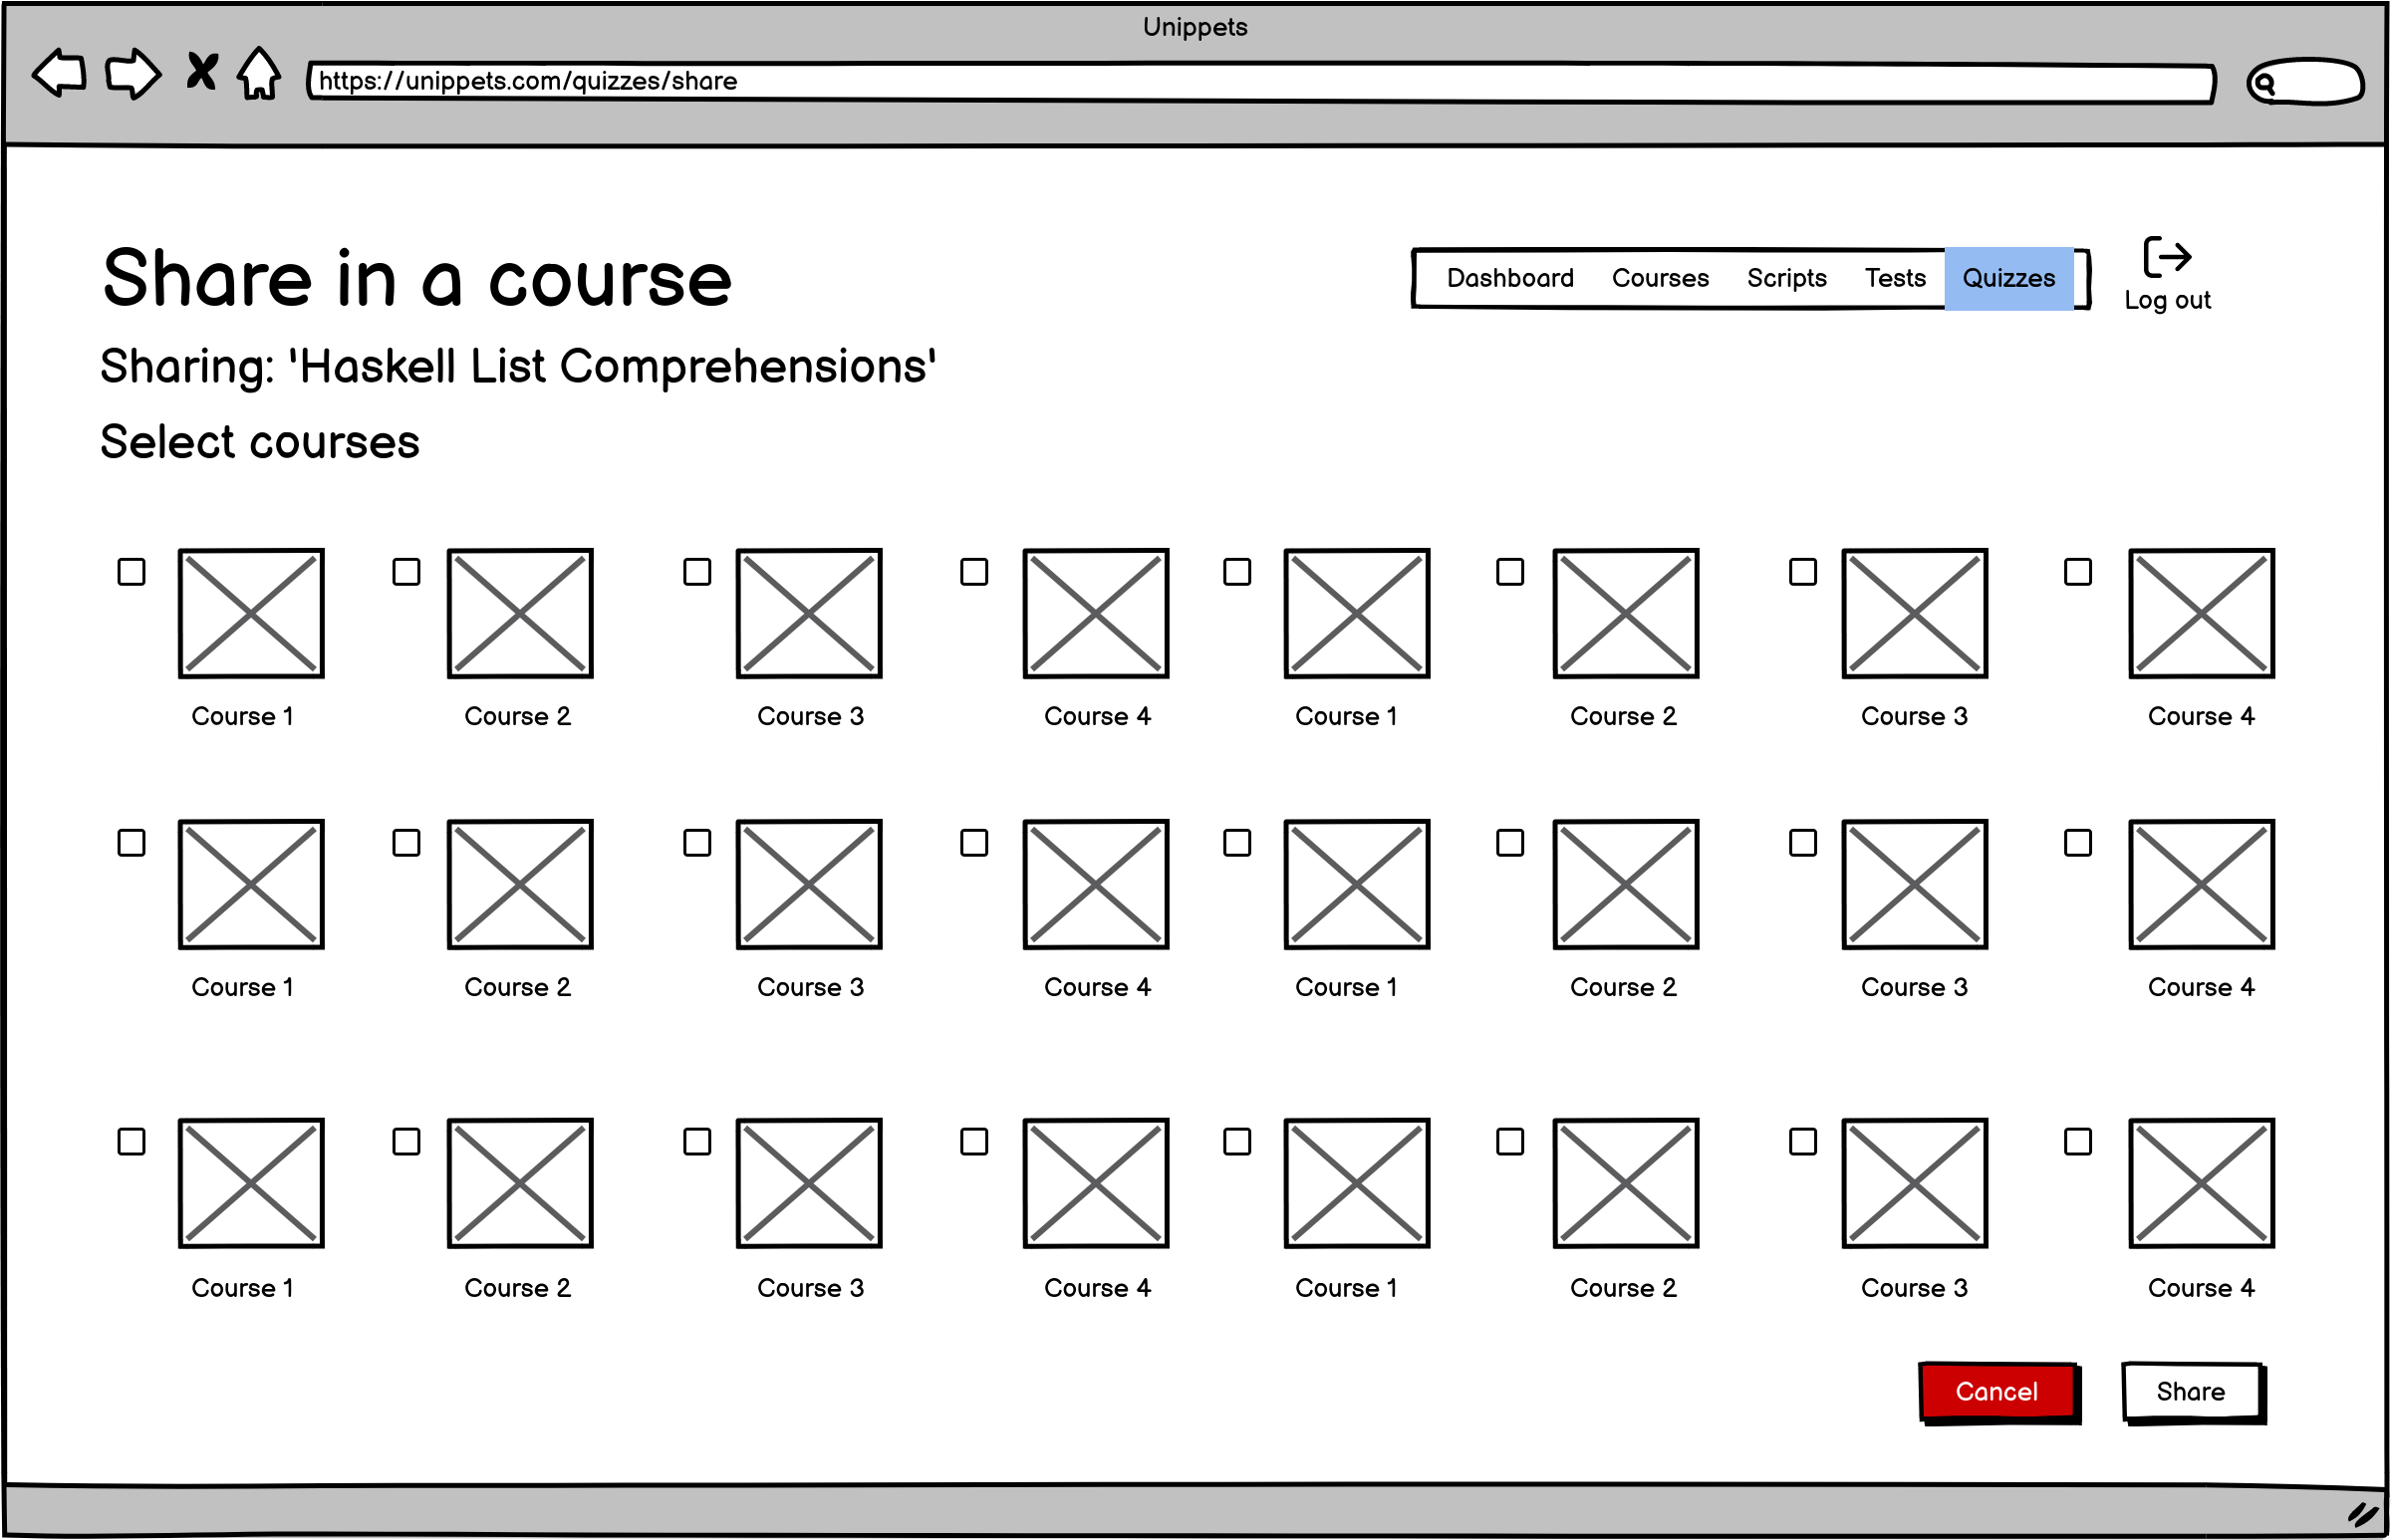 Unippets
https://unippets.com/quizzes/share
Share in a course
Dashboard Courses Scripts Tests Quizzes
Log out
Sharing: 'Haskell List Comprehensions'
Select courses
Course 1 Course 2 Course 3 Course 4 Course 1 Course 2 Course 3 Course 4
Course 1 Course 2 Course 3 Course 4 Course 1 Course 2 Course 3 Course 4
Course 1 Course 2 Course 3 Course 4 Course 1 Course 2 Course 3 Course 4
Cancel Share